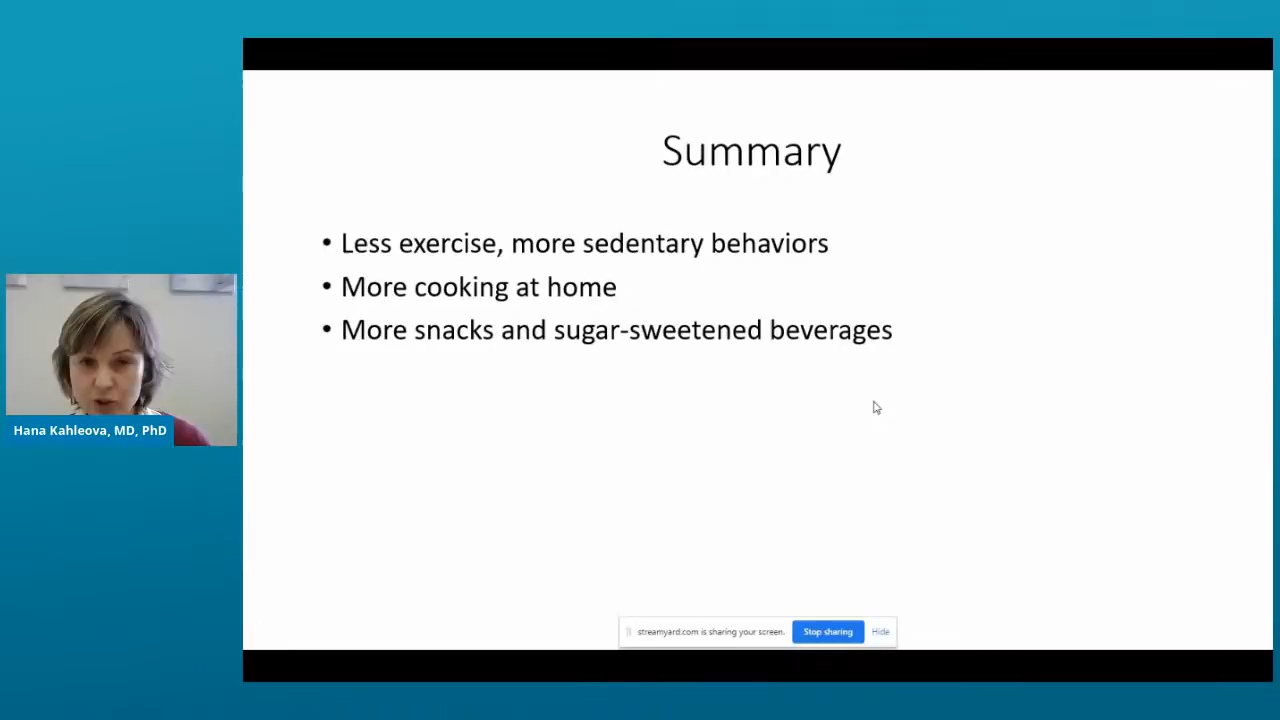 Summary
• Less exercise, more sedentary behaviors
• More cooking at home
• More snacks and sugar-sweetened beverages
Hana Kahleova, MD, PhD
streamyard.com is sharing your screen. Stop sharing Hide